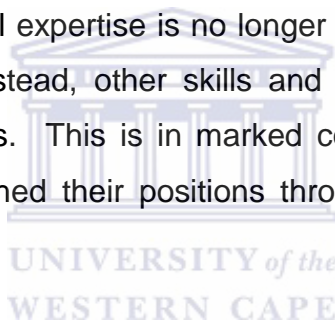 l expertise is no longer
stead, other skills and
s. This is in marked co
ned their positions thro
UNIVERSITY of the
WESTERN CAPE